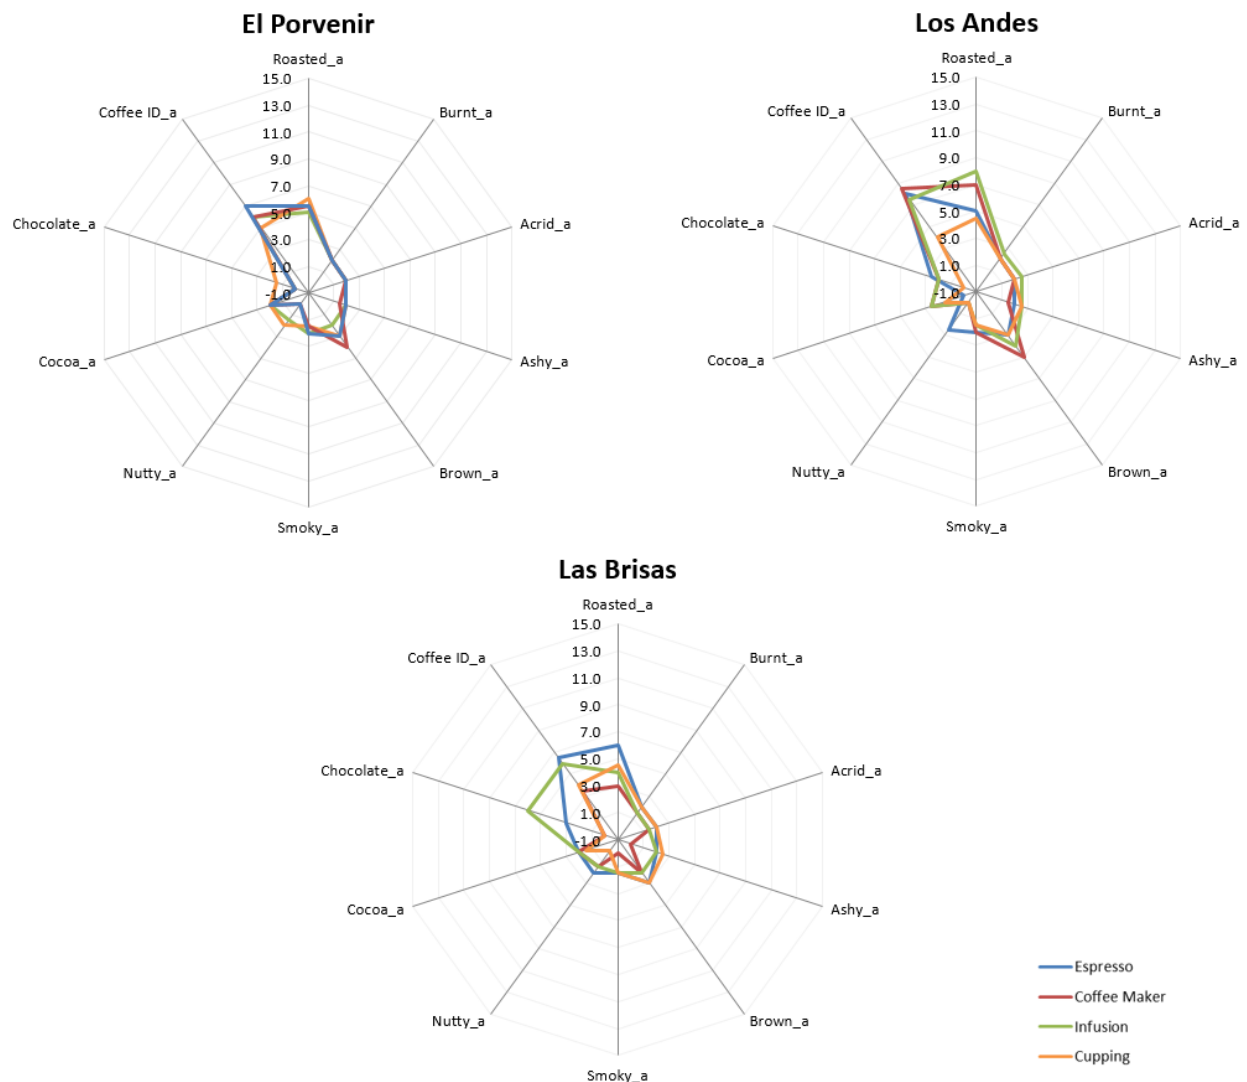 El Porvenir
Roasted_a
15.0
13.0
11.0
9.0
7.0
5.0
3.0
1.0
-1.0
Burnt_a
Acrid_a
Ashy_a
Brown_a
Smoky_a
Nutty_a
Cocoa_a
Chocolate_a
Coffee ID_a
Los Andes
Roasted_a
15.0
13.0
11.0
9.0
7.0
5.0
3.0
1.0
-1.0
Burnt_a
Acrid_a
Ashy_a
Brown_a
Smoky_a
Nutty_a
Cocoa_a
Chocolate_a
Coffee ID_a
Las Brisas
Roasted_a
15.0
13.0
11.0
9.0
7.0
5.0
3.0
1.0
-1.0
Burnt_a
Acrid_a
Ashy_a
Brown_a
Smoky_a
Nutty_a
Cocoa_a
Chocolate_a
Coffee ID_a
Espresso
Coffee Maker
Infusion
Cupping